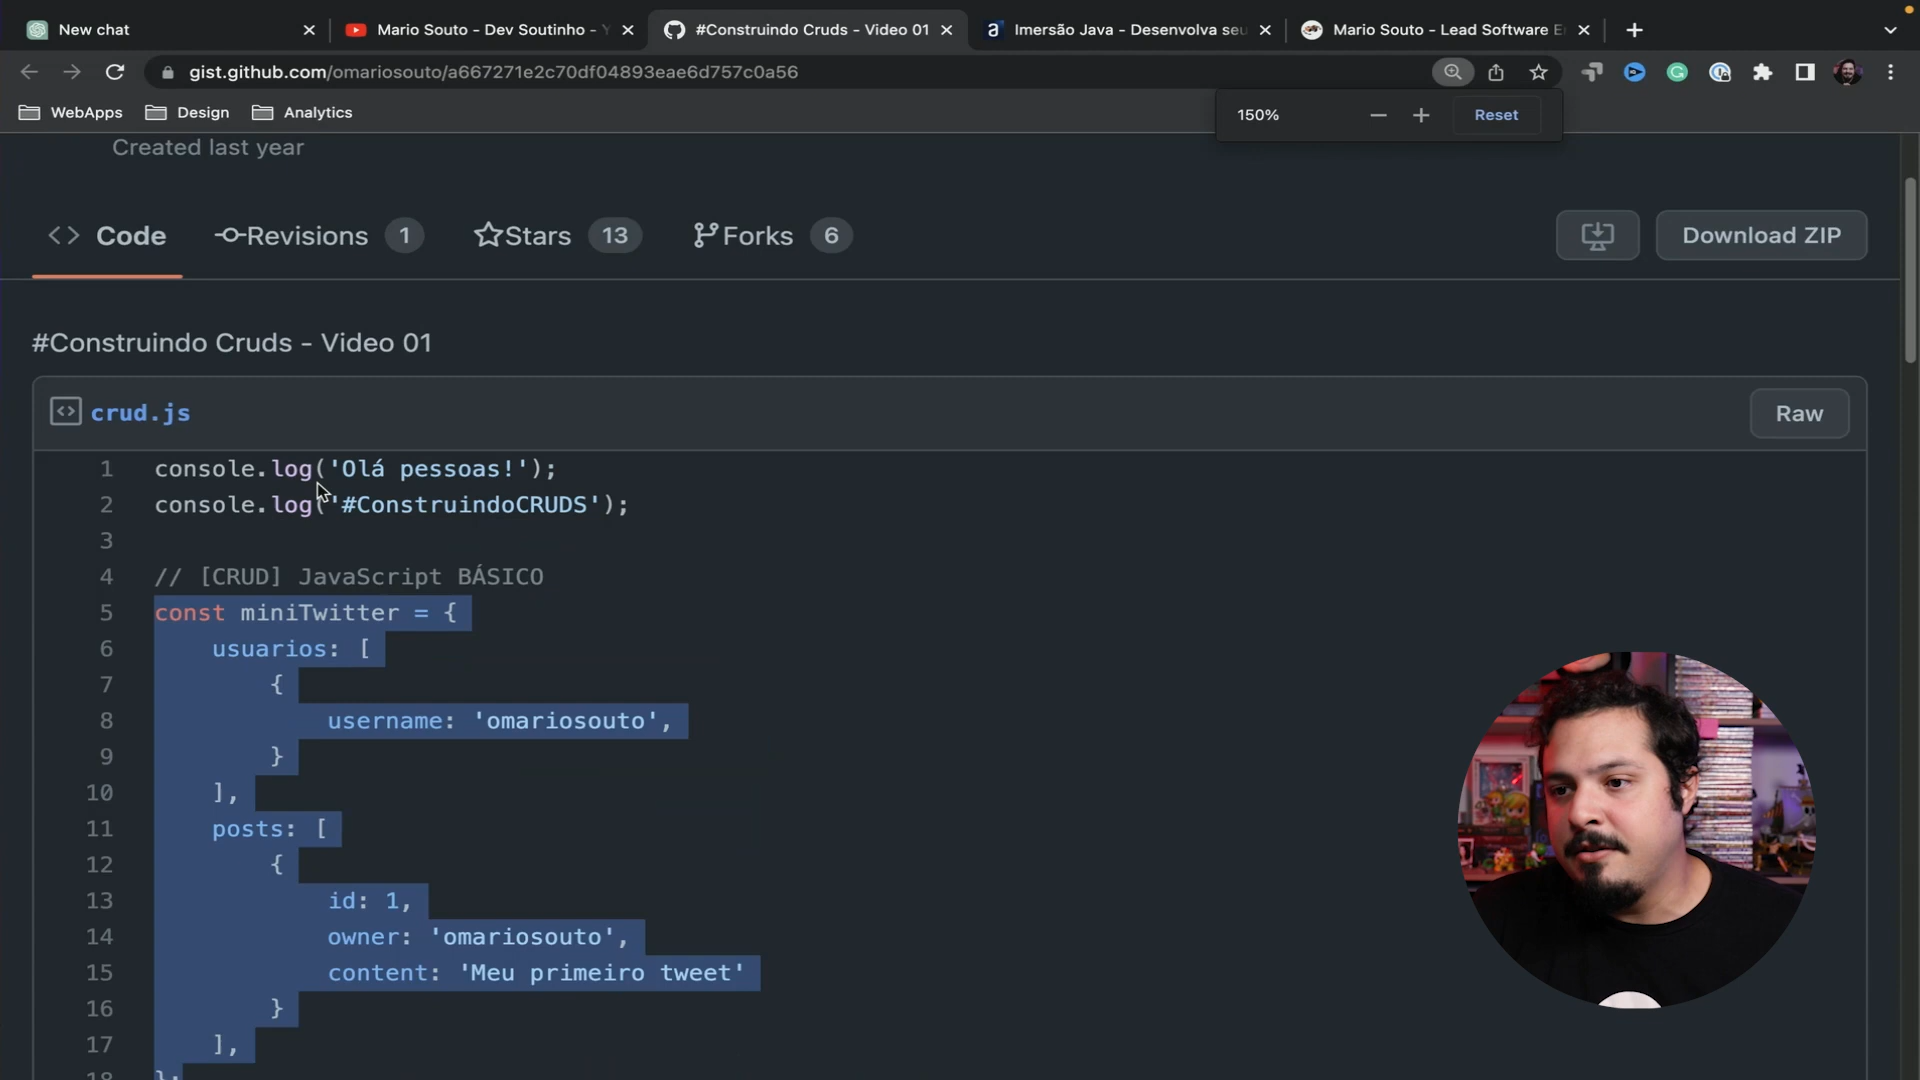 New chat
Mario Souto - Dev Soutinho - Y
#Construindo Cruds - Video 01
Imersão Java - Desenvolva seu
Mario Souto - Lead Software E
gist.github.com/omariosouto/a667271e2c70df04893eae6d757c0a56
WebApps
Design
Analytics
150%
Reset
Created last year
Code
Revisions 1
Stars 13
Forks 6
Download ZIP
#Construindo Cruds - Video 01
crud.js
Raw
1 console.log('Olá pessoas!');
2 console.log('#ConstruindoCRUDS');
3
4 // [CRUD] JavaScript BÁSICO
5 const miniTwitter = {
6 usuarios: [
7 {
8 username: 'omariosouto',
9 }
10 ],
11 posts: [
12 {
13 id: 1,
14 owner: 'omariosouto',
15 content: 'Meu primeiro tweet'
16 }
17 ],
18 };